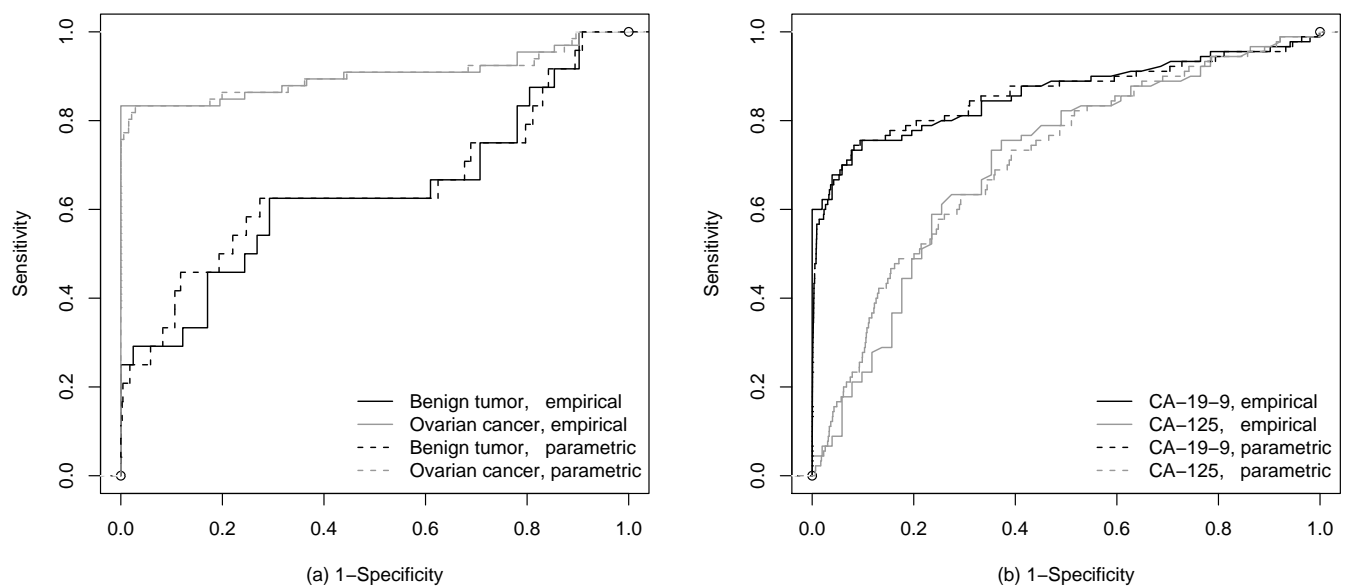 Sensitivity
1.0
0.8
0.6
0.4
0.2
0.0
Benign tumor, empirical
Ovarian cancer, empirical
Benign tumor, parametric
Ovarian cancer, parametric
0.0 0.2 0.4 0.6 0.8 1.0
(a) 1−Specificity
Sensitivity
1.0
0.8
0.6
0.4
0.2
0.0
CA−19−9, empirical
CA−125, empirical
CA−19−9, parametric
CA−125, parametric
0.0 0.2 0.4 0.6 0.8 1.0
(b) 1−Specificity